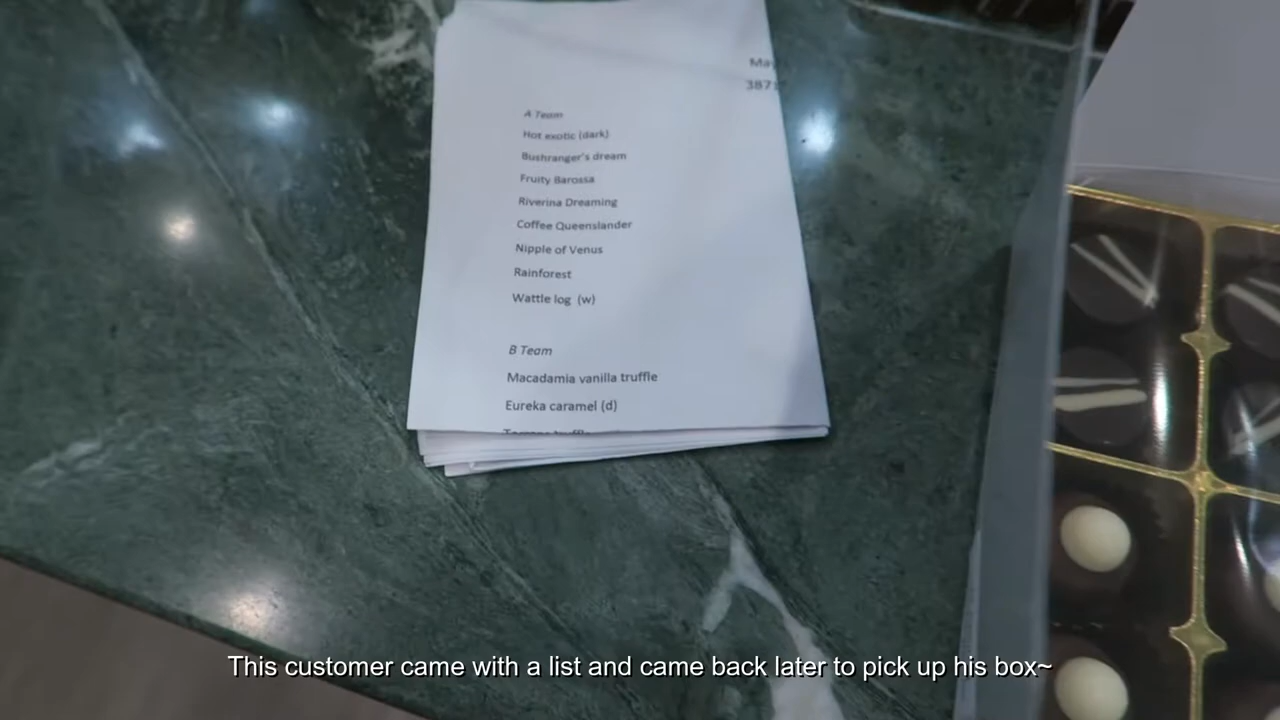 A Team
Hot exotic (dark)
Bushranger's dream
Fruity Barossa
Riverina Dreaming
Coffee Queenslander
Nipple of Venus
Rainforest
Wattle log (w)
B Team
Macadamia vanilla truffle
Eureka caramel (d)
This customer came with a list and came back later to pick up his box~